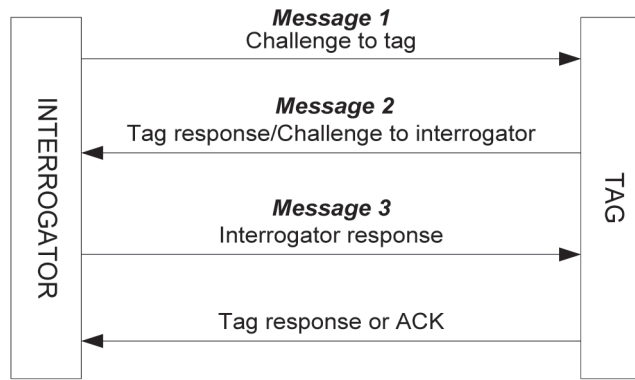 Message 1
Challenge to tag
INTERROGATOR
Message 2
Tag response/Challenge to interrogator
TAG
Message 3
Interrogator response
Tag response or ACK